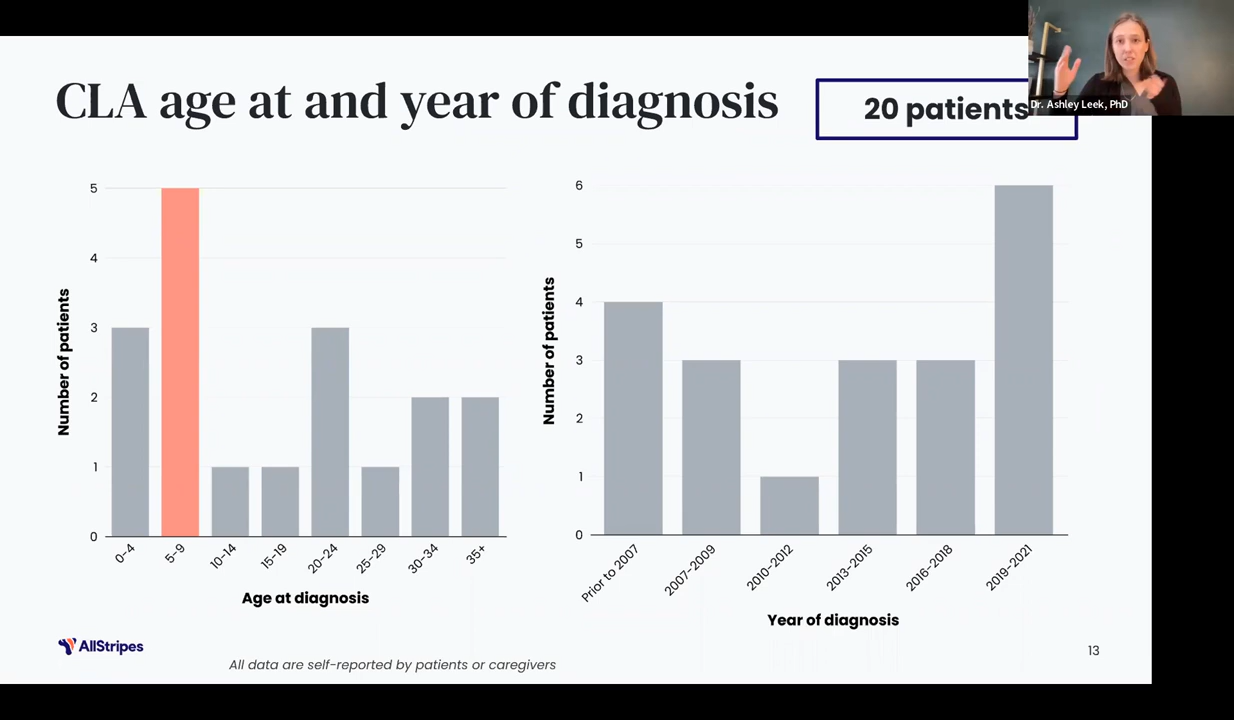 CLA age at and year of diagnosis
20 patients
Dr. Ashley Leek, PhD
Number of patients
5
4
3
2
1
0
0-4
5-9
10-14
15-19
20-24
25-29
30-34
35+
Age at diagnosis
Number of patients
6
5
4
3
2
1
0
Prior to 2007
2007-2009
2010-2012
2013-2015
2016-2018
2019-2021
Year of diagnosis
AllStripes
All data are self-reported by patients or caregivers
13